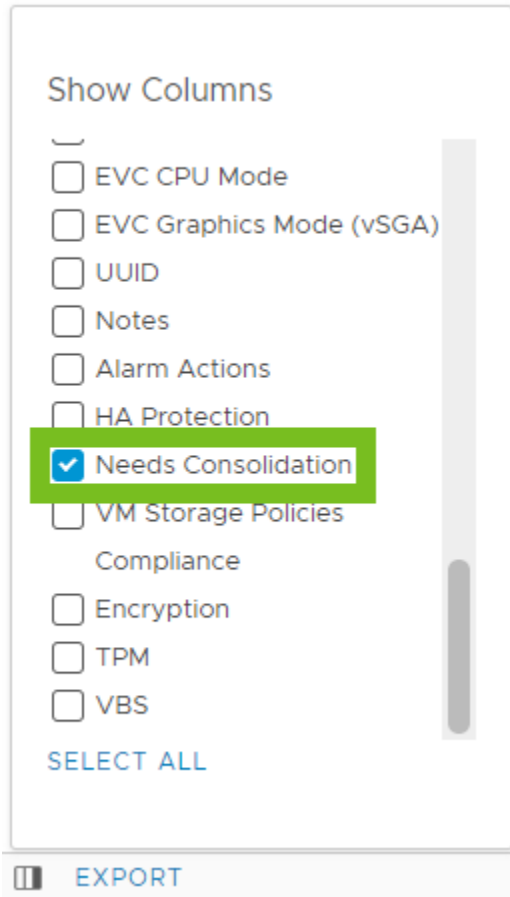 Show Columns
EVC CPU Mode
EVC Graphics Mode (vSGA)
UUID
Notes
Alarm Actions
HA Protection
Needs Consolidation
VM Storage Policies
Compliance
Encryption
TPM
VBS
SELECT ALL
EXPORT